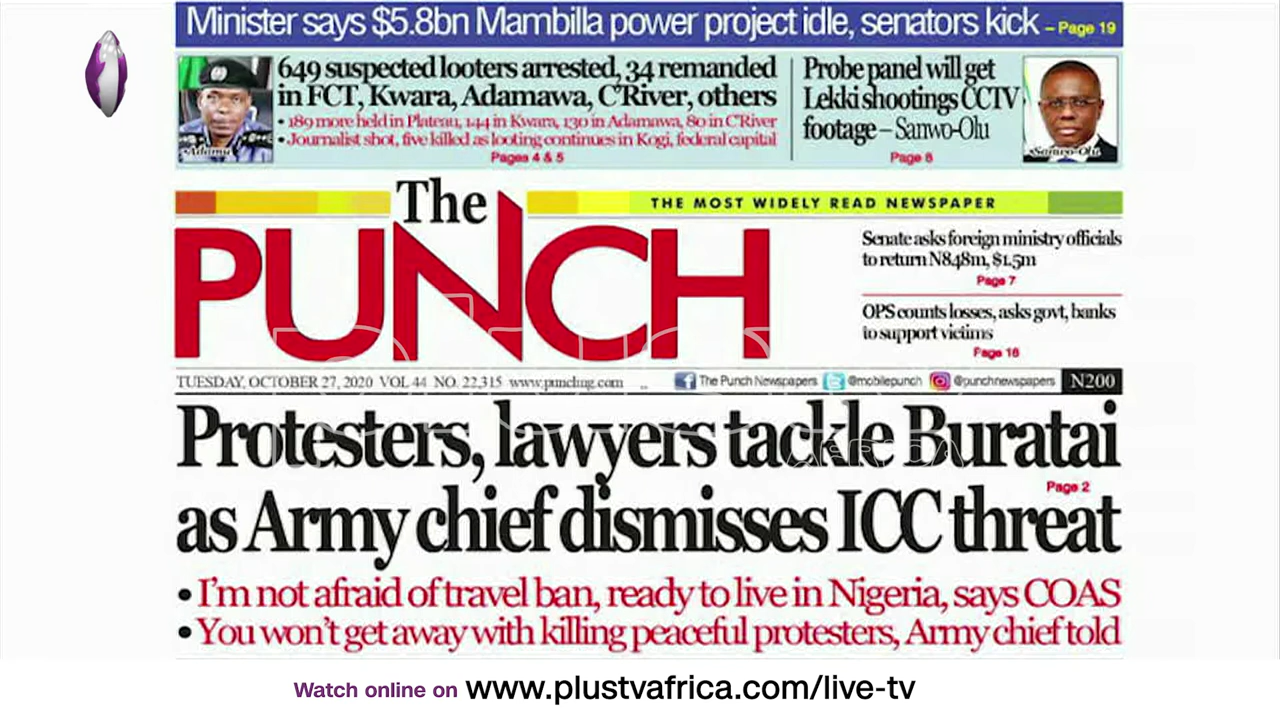 Minister says $5.8bn Mambilla power project idle, senators kick – Page 19
649 suspected looters arrested, 34 remanded
in FCT, Kwara, Adamawa, C'River, others
• 189 more held in Plateau, 144 in Kwara, 130 in Adamawa, 80 in C'River
• Journalist shot, five killed as looting continues in Kogi, federal capital
Pages 4 & 5
Adamu
Probe panel will get
Lekki shootings CCTV
footage – Sanwo-Olu
Page 8
Sanwo-Olu
The
PUNCH
THE MOST WIDELY READ NEWSPAPER
Senate asks foreign ministry officials
to return N848m, $1.5m
Page 7
OPS counts losses, asks govt, banks
to support victims
Page 18
TUESDAY, OCTOBER 27, 2020 VOL 44 NO. 22,315 www.punchng.com
The Punch Newspapers @mobilepunch @punchnewspapers N200
Protesters, lawyers tackle Buratai
Page 2
as Army chief dismisses ICC threat
• I'm not afraid of travel ban, ready to live in Nigeria, says COAS
• You won't get away with killing peaceful protesters, Army chief told
Watch online on www.plustvafrica.com/live-tv